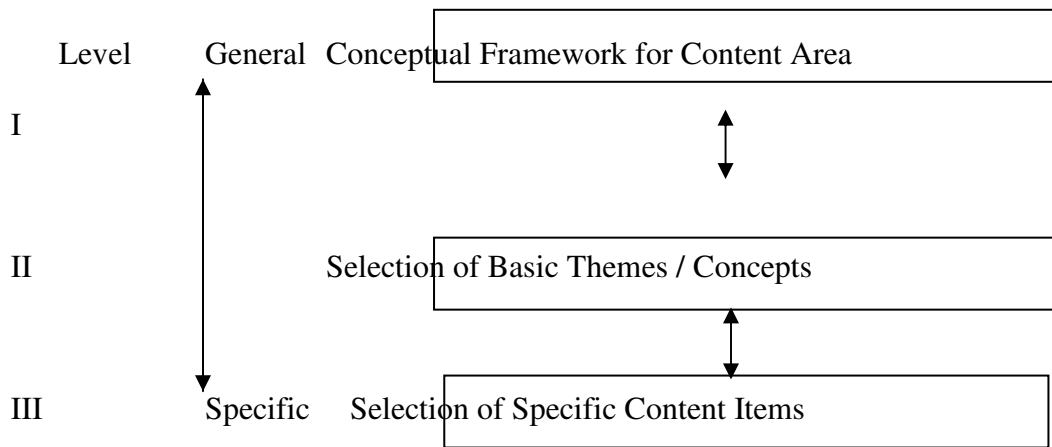 Level General Conceptual Framework for Content Area
I
II Selection of Basic Themes / Concepts
III Specific Selection of Specific Content Items